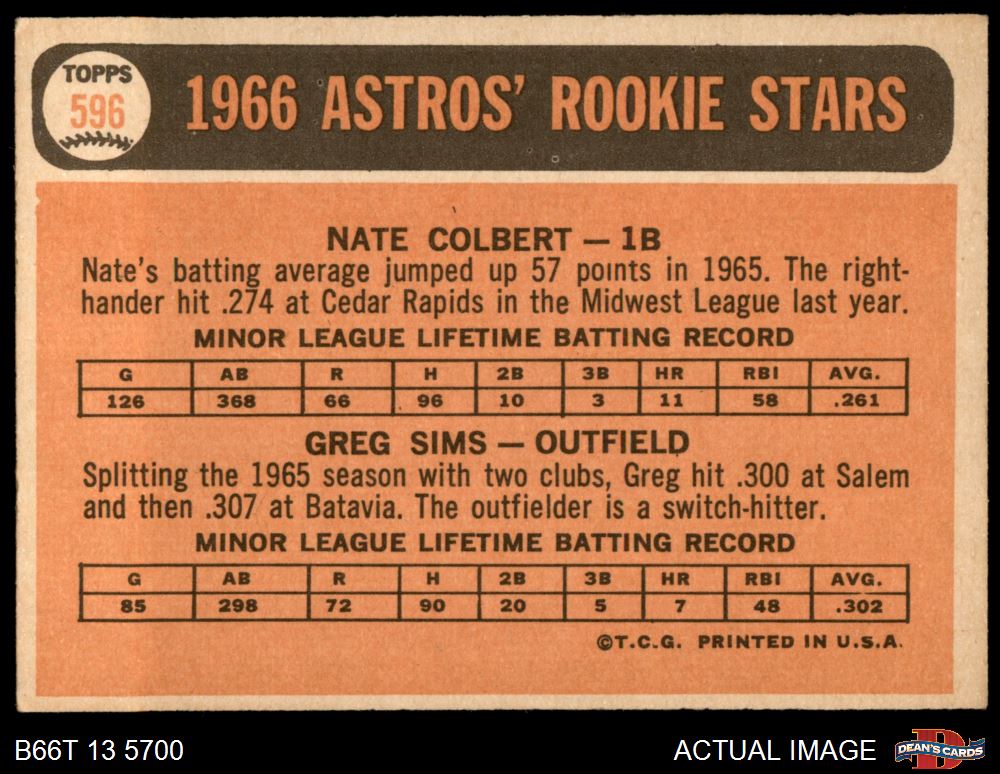 TOPPS
596
1966 ASTROS' ROOKIE STARS
NATE COLBERT — 1B
Nate's batting average jumped up 57 points in 1965. The right-
hander hit .274 at Cedar Rapids in the Midwest League last year.
MINOR LEAGUE LIFETIME BATTING RECORD
G AB R H 2B 3B HR RBI AVG.
126 368 66 96 10 3 11 58 .261
GREG SIMS — OUTFIELD
Splitting the 1965 season with two clubs, Greg hit .300 at Salem
and then .307 at Batavia. The outfielder is a switch-hitter.
MINOR LEAGUE LIFETIME BATTING RECORD
G AB R H 2B 3B HR RBI AVG.
85 298 72 90 20 5 7 48 .302
©T.C.G. PRINTED IN U.S.A.
B66T 13 5700
ACTUAL IMAGE
DEAN'S CARDS